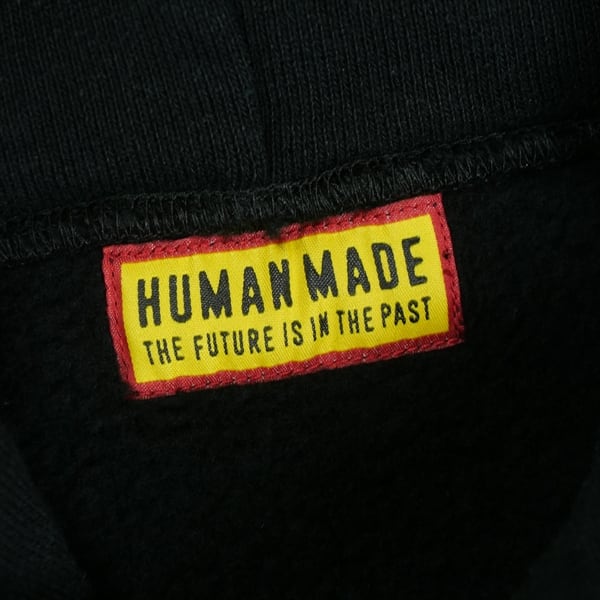 HUMAN MADE
THE FUTURE IS IN THE PAST